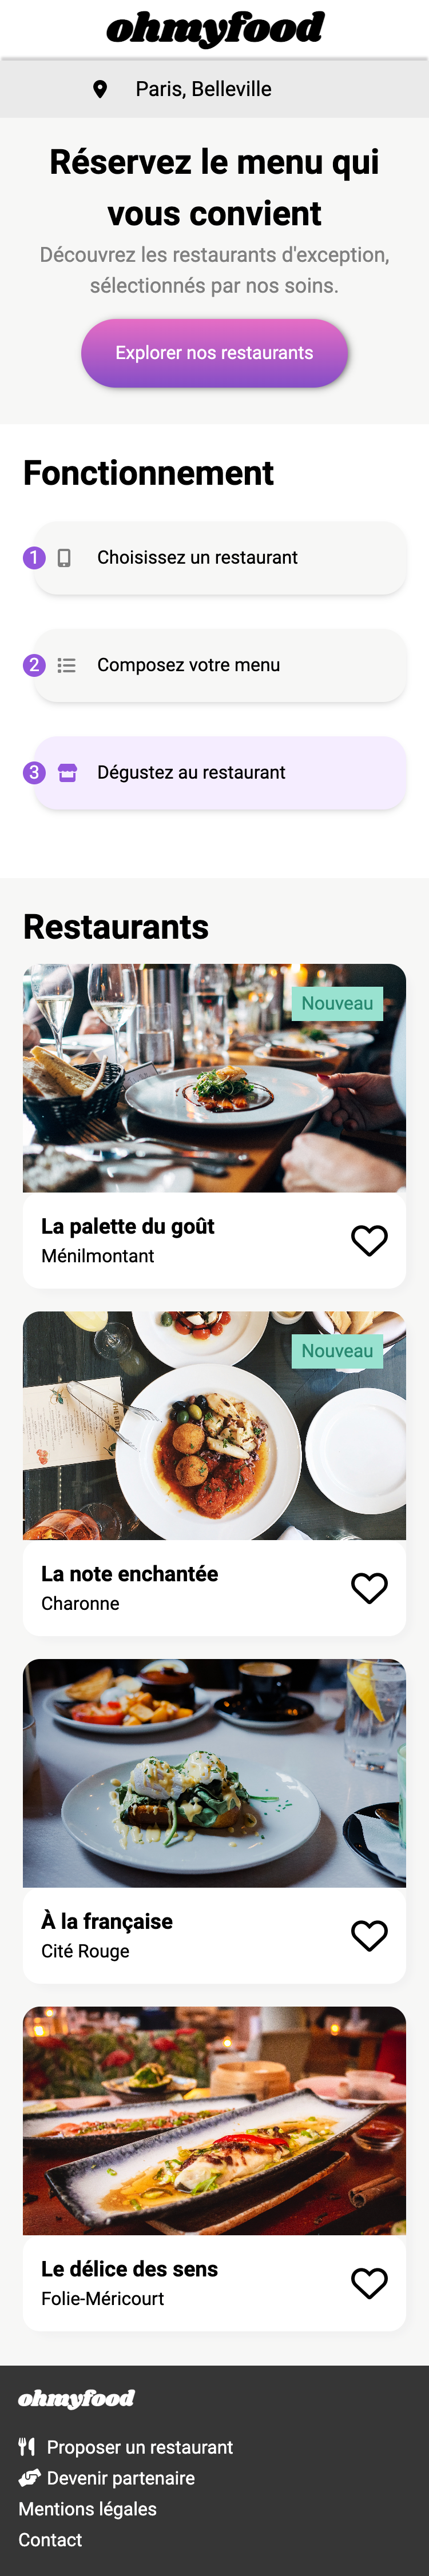 ohmyfood
Paris, Belleville
Réservez le menu qui
vous convient
Découvrez les restaurants d'exception,
sélectionnés par nos soins.
Explorer nos restaurants
Fonctionnement
1 Choisissez un restaurant
2 Composez votre menu
3 Dégustez au restaurant
Restaurants
Nouveau
La palette du goût
Ménilmontant
Nouveau
La note enchantée
Charonne
À la française
Cité Rouge
Le délice des sens
Folie-Méricourt
ohmyfood
Proposer un restaurant
Devenir partenaire
Mentions légales
Contact